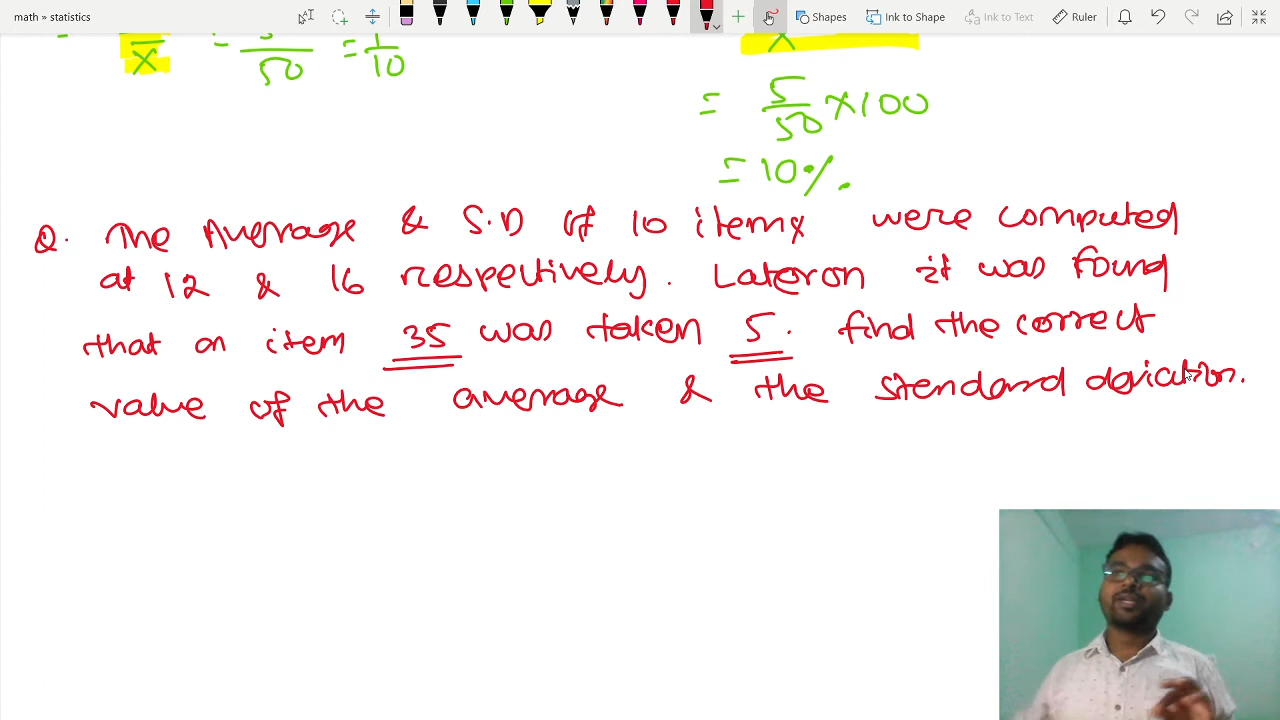 math » statistics
Shapes Ink to Shape Ink to Text Ruler
= x̄ = 5/50 = 1/10
x̄
= 5/50 × 100
= 10%.
Q. The Average & S.D of 10 items were computed
at 12 & 16 respectively. Lateron it was found
that an item 35 was taken 5. find the correct
value of the average & the standard deviation.